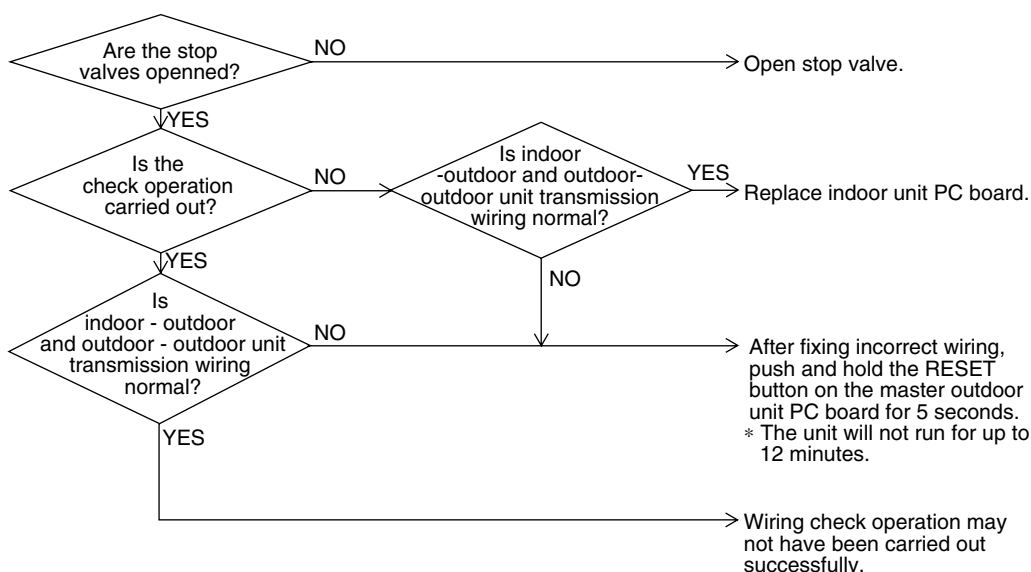 Are the stop
valves openned?
NO
Open stop valve.
YES
Is the
check operation
carried out?
NO
Is indoor
-outdoor and outdoor-
outdoor unit transmission
wiring normal?
YES
Replace indoor unit PC board.
YES
NO
Is
indoor - outdoor
and outdoor - outdoor unit
transmission wiring
normal?
NO
After fixing incorrect wiring,
push and hold the RESET
button on the master outdoor
unit PC board for 5 seconds.
* The unit will not run for up to
12 minutes.
YES
Wiring check operation may
not have been carried out
successfully.